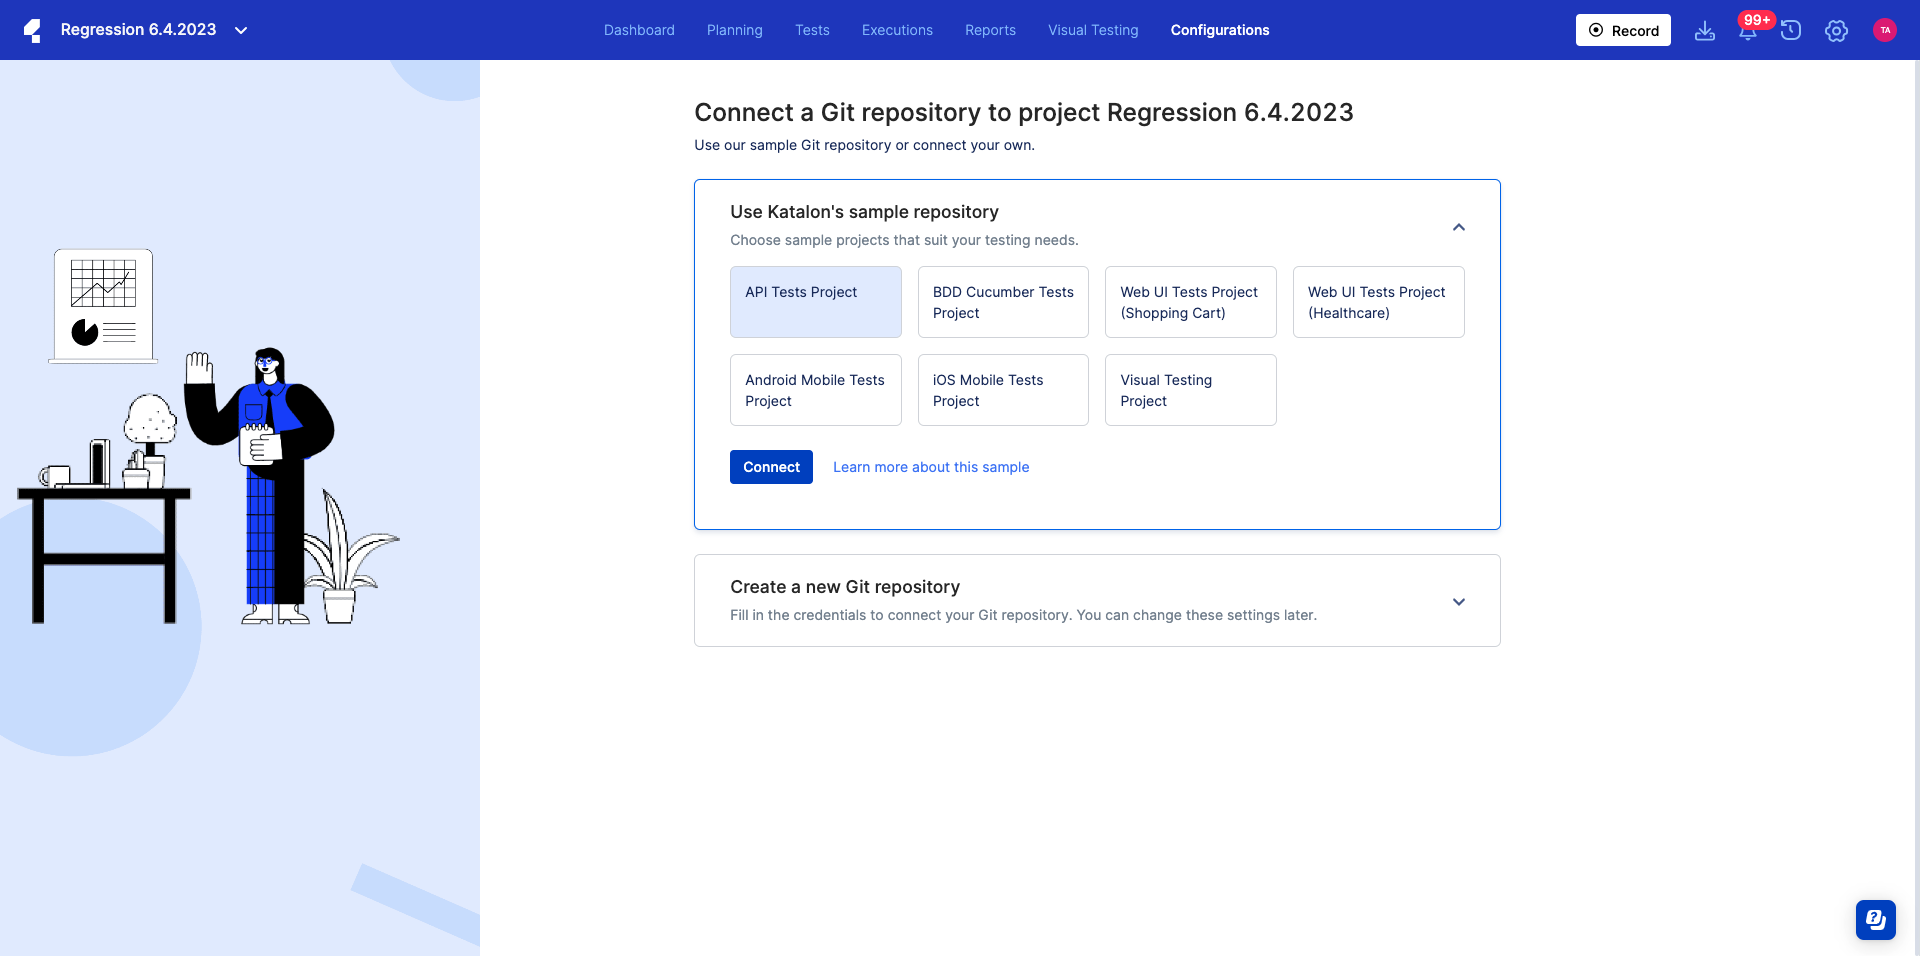 Regression 6.4.2023
Dashboard
Planning
Tests
Executions
Reports
Visual Testing
Configurations
Record
99+
TA
Connect a Git repository to project Regression 6.4.2023
Use our sample Git repository or connect your own.
Use Katalon's sample repository
Choose sample projects that suit your testing needs.
API Tests Project
BDD Cucumber Tests
Project
Web UI Tests Project
(Shopping Cart)
Web UI Tests Project
(Healthcare)
Android Mobile Tests
Project
iOS Mobile Tests
Project
Visual Testing
Project
Connect
Learn more about this sample
Create a new Git repository
Fill in the credentials to connect your Git repository. You can change these settings later.
?